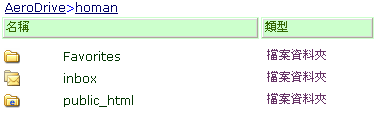 AeroDrive>homan
名稱 類型
Favorites 檔案資料夾
inbox 檔案資料夾
public_html 檔案資料夾